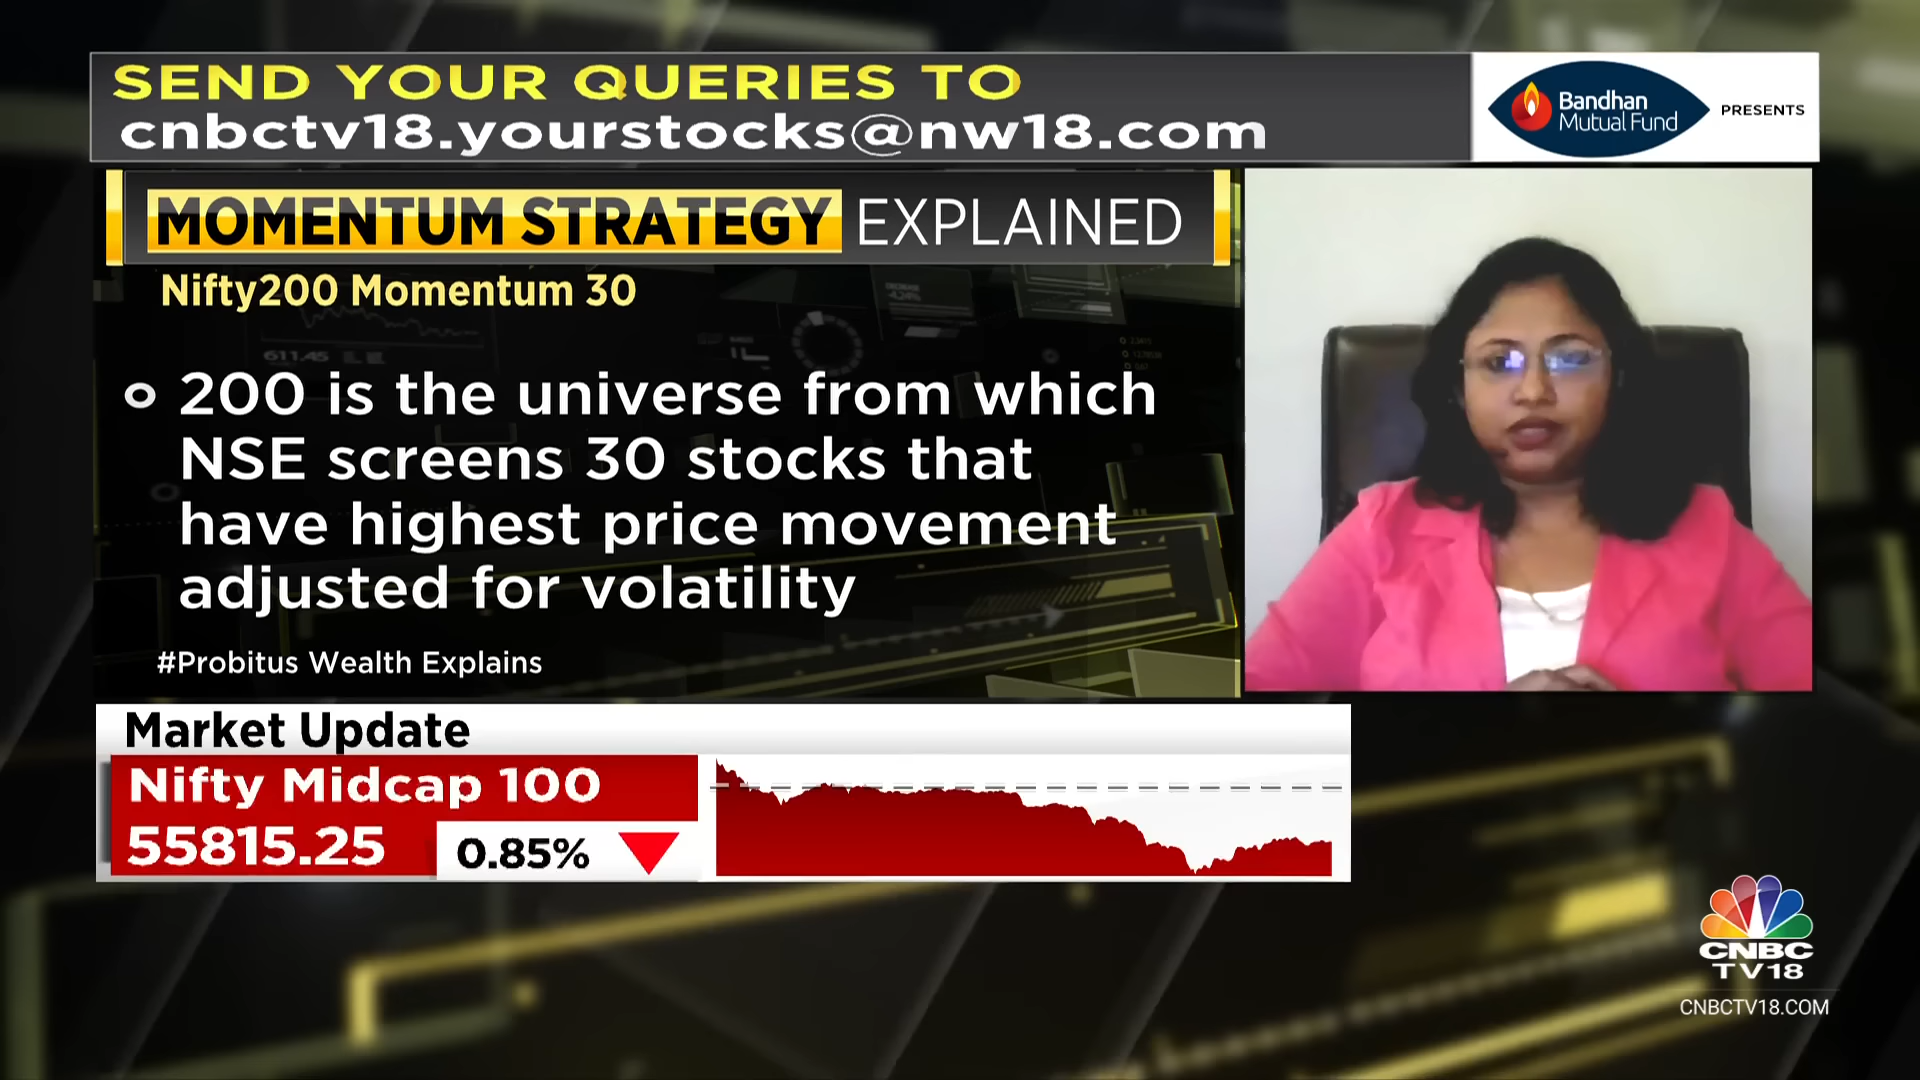 SEND YOUR QUERIES TO
cnbctv18.yourstocks@nw18.com
Bandhan
Mutual Fund
PRESENTS
MOMENTUM STRATEGY EXPLAINED
Nifty200 Momentum 30
611.45
200 is the universe from which
NSE screens 30 stocks that
have highest price movement
adjusted for volatility
#Probitus Wealth Explains
Market Update
Nifty Midcap 100
55815.25
0.85%
CNBC
TV18
CNBCTV18.COM